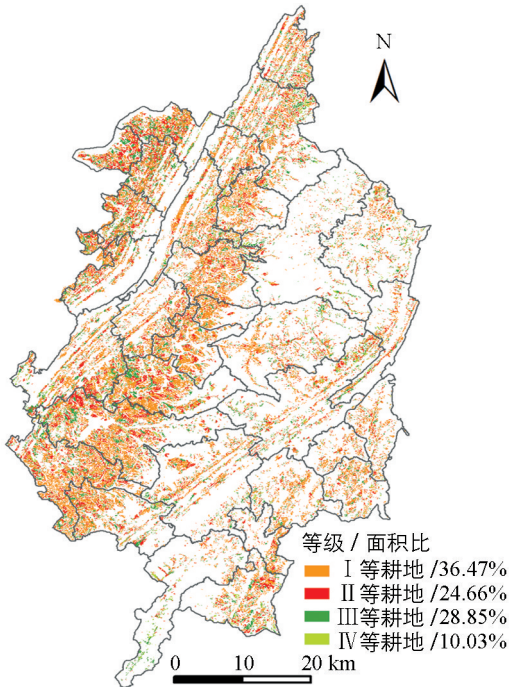 N
等级 / 面积比
Ⅰ等耕地 /36.47%
Ⅱ等耕地 /24.66%
Ⅲ等耕地 /28.85%
Ⅳ等耕地 /10.03%
0 10 20 km